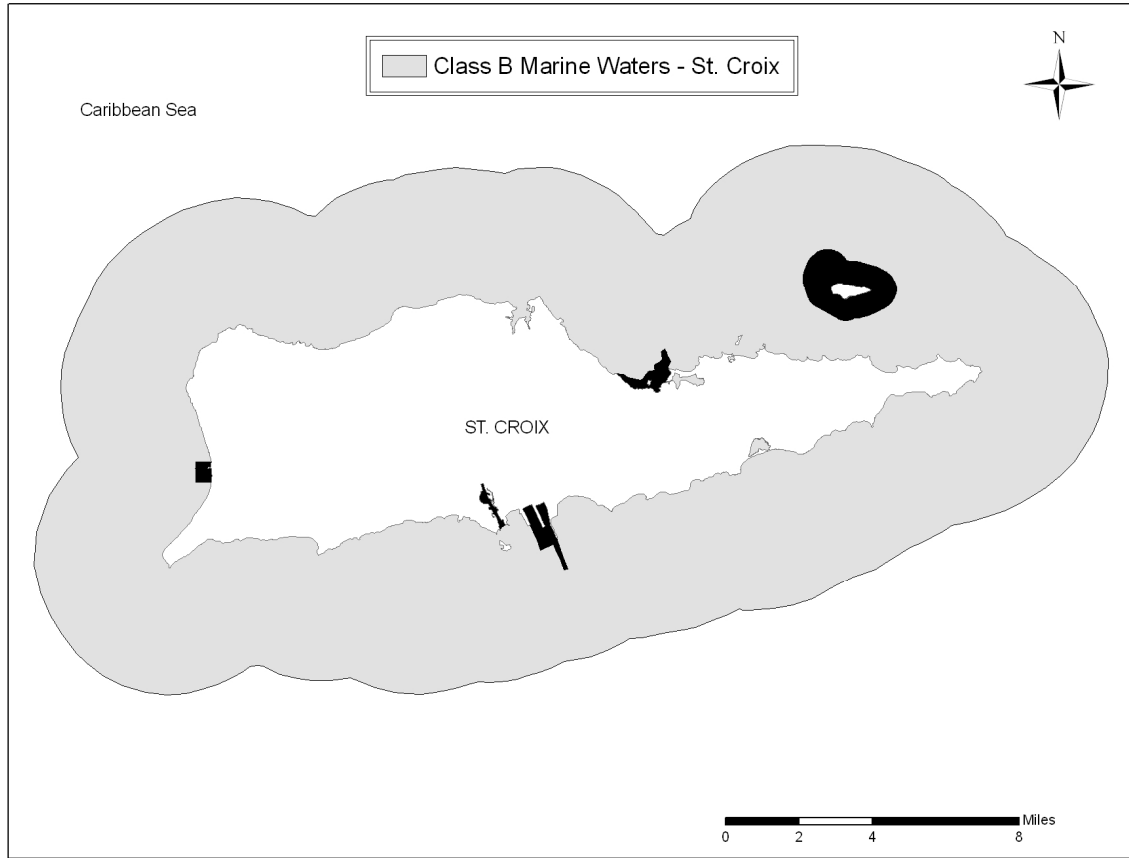 Class B Marine Waters - St. Croix
N
Caribbean Sea
ST. CROIX
Miles
0 2 4 8